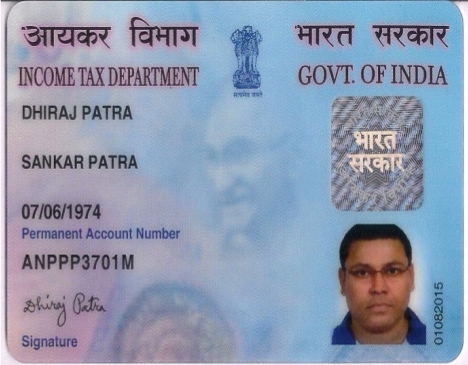 आयकर विभाग
भारत सरकार
INCOME TAX DEPARTMENT
GOVT. OF INDIA
सत्यमेव जयते
DHIRAJ PATRA
SANKAR PATRA
भारत
सरकार
07/06/1974
Permanent Account Number
ANPPP3701M
Dhiraj Patra
Signature
01082015